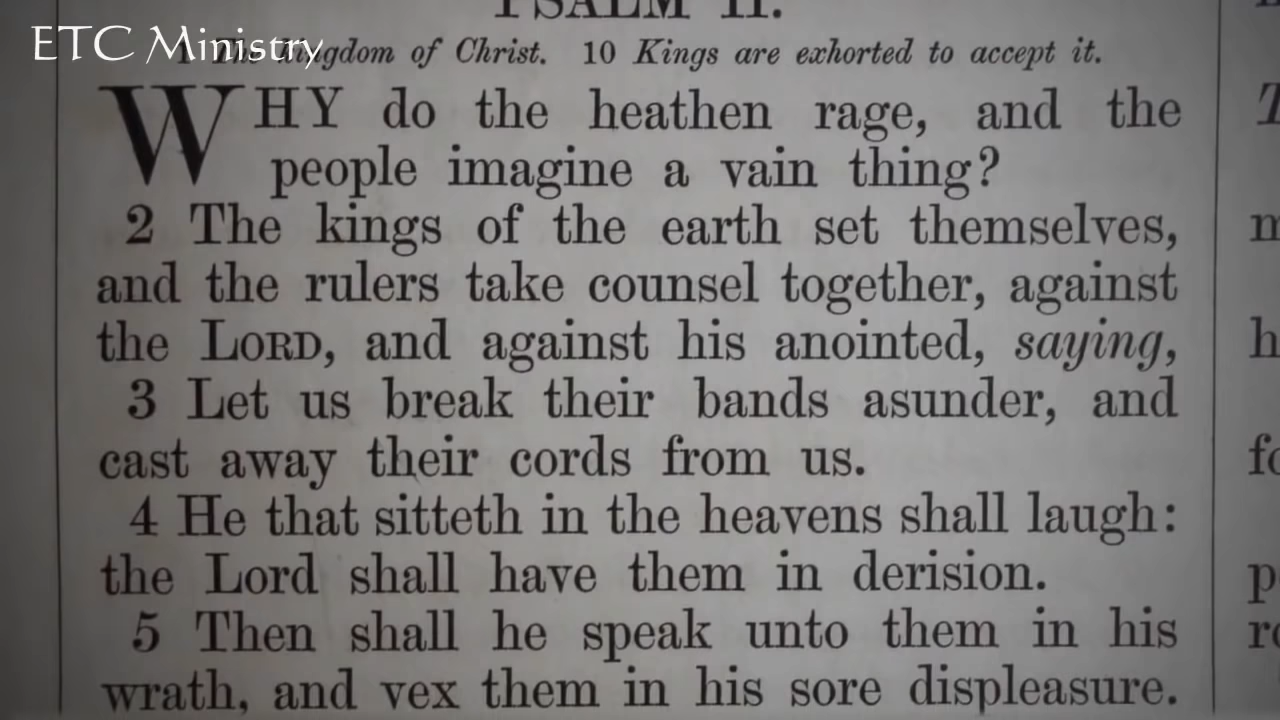 PSALM II.
ETC Ministry
1 The kingdom of Christ. 10 Kings are exhorted to accept it.
WHY do the heathen rage, and the
people imagine a vain thing?
2 The kings of the earth set themselves,
and the rulers take counsel together, against
the LORD, and against his anointed, saying,
3 Let us break their bands asunder, and
cast away their cords from us.
4 He that sitteth in the heavens shall laugh:
the Lord shall have them in derision.
5 Then shall he speak unto them in his
wrath, and vex them in his sore displeasure.